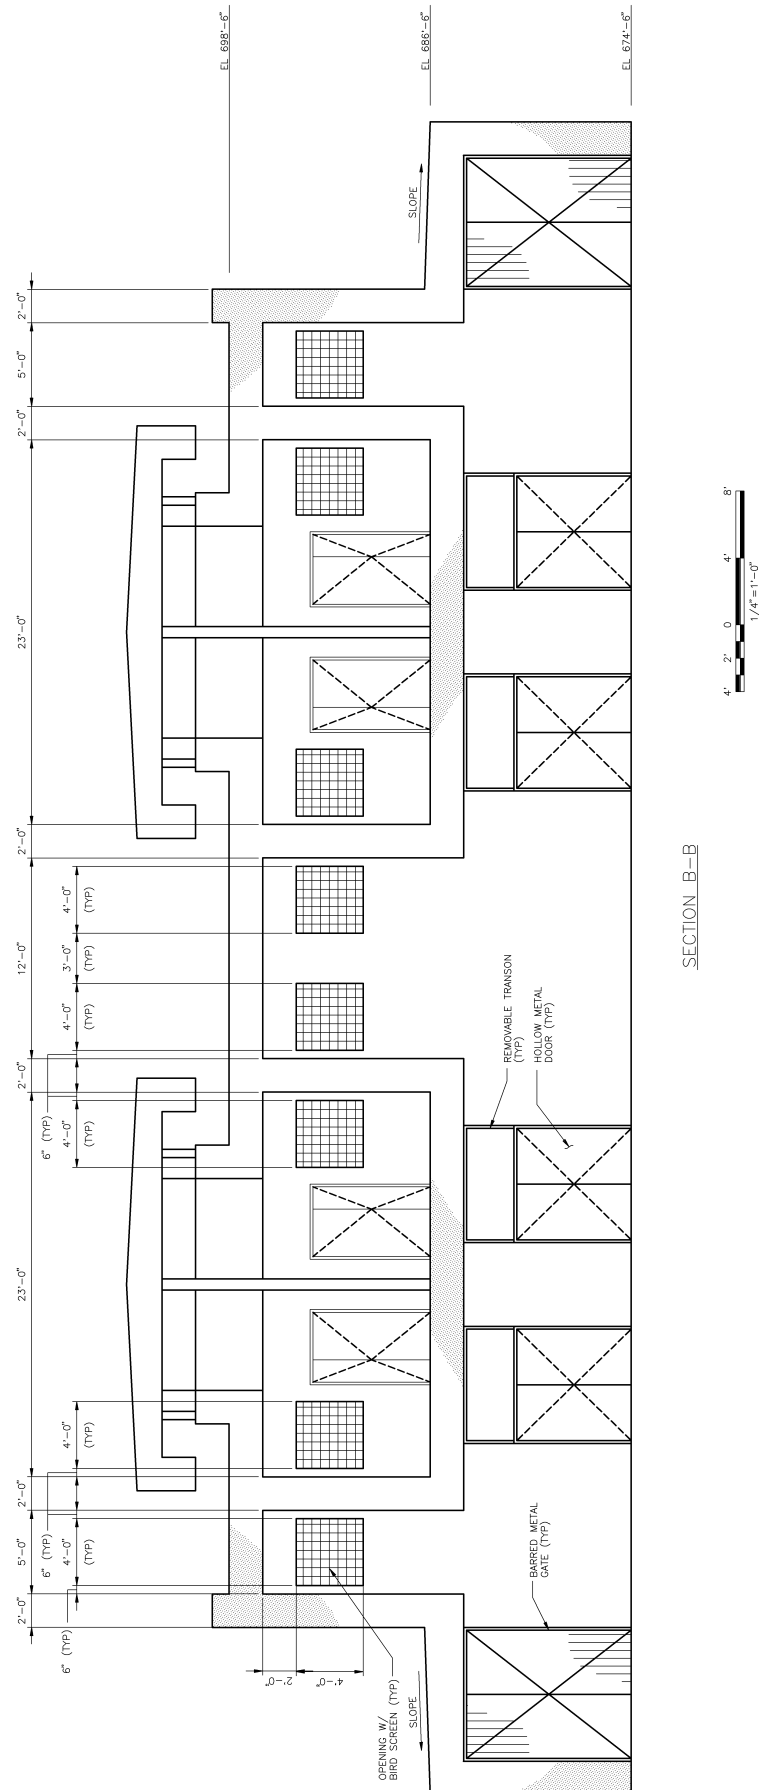 EL 698'-6"
EL 686'-6"
EL 674'-6"
SLOPE
2'-0"
5'-0"
2'-0"
23'-0"
2'-0"
12'-0"
2'-0"
23'-0"
2'-0"
5'-0"
2'-0"
4'-0"
(TYP)
3'-0"
(TYP)
4'-0"
(TYP)
6" (TYP)
4'-0"
(TYP)
4'-0"
(TYP)
6" (TYP)
4'-0"
(TYP)
6" (TYP)
2'-0"
4'-0"
OPENING W/
BIRD SCREEN (TYP)
SLOPE
REMOVABLE TRANSON
(TYP)
HOLLOW METAL
DOOR (TYP)
BARRED METAL
GATE (TYP)
SECTION B-B
4' 2' 0 4' 8'
1/4"=1'-0"